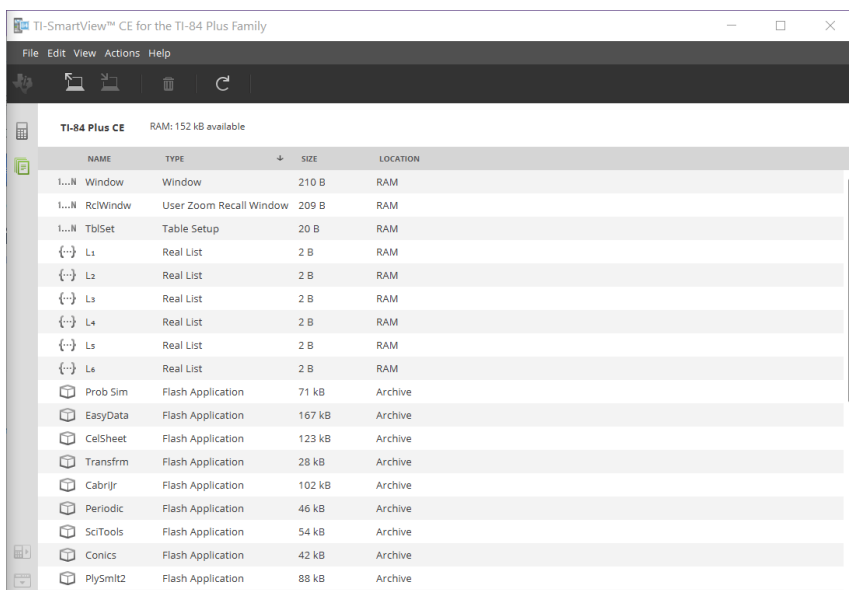 TI-SmartView™ CE for the TI-84 Plus Family
File Edit View Actions Help
TI-84 Plus CE RAM: 152 kB available
NAME TYPE SIZE LOCATION
1...N Window Window 210 B RAM
1...N RclWindw User Zoom Recall Window 209 B RAM
1...N TblSet Table Setup 20 B RAM
{···} L₁ Real List 2 B RAM
{···} L₂ Real List 2 B RAM
{···} L₃ Real List 2 B RAM
{···} L₄ Real List 2 B RAM
{···} L₅ Real List 2 B RAM
{···} L₆ Real List 2 B RAM
Prob Sim Flash Application 71 kB Archive
EasyData Flash Application 167 kB Archive
CelSheet Flash Application 123 kB Archive
Transfrm Flash Application 28 kB Archive
CabriJr Flash Application 102 kB Archive
Periodic Flash Application 46 kB Archive
SciTools Flash Application 54 kB Archive
Conics Flash Application 42 kB Archive
PlySmlt2 Flash Application 88 kB Archive